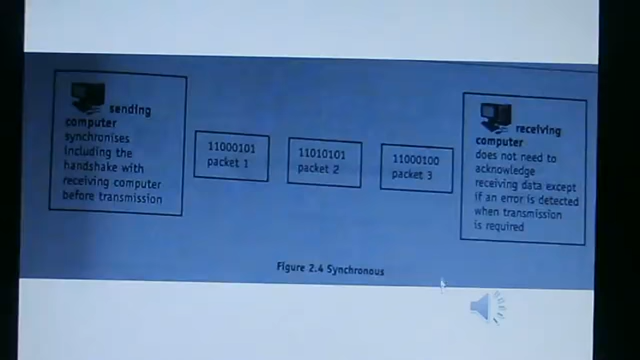 sending
computer
synchronises
including the
handshake with
receiving computer
before transmission
11000101
packet 1
11010101
packet 2
11000100
packet 3
receiving
computer
does not need to
acknowledge
receiving data except
if an error is detected
when transmission
is required
Figure 2.4 Synchronous